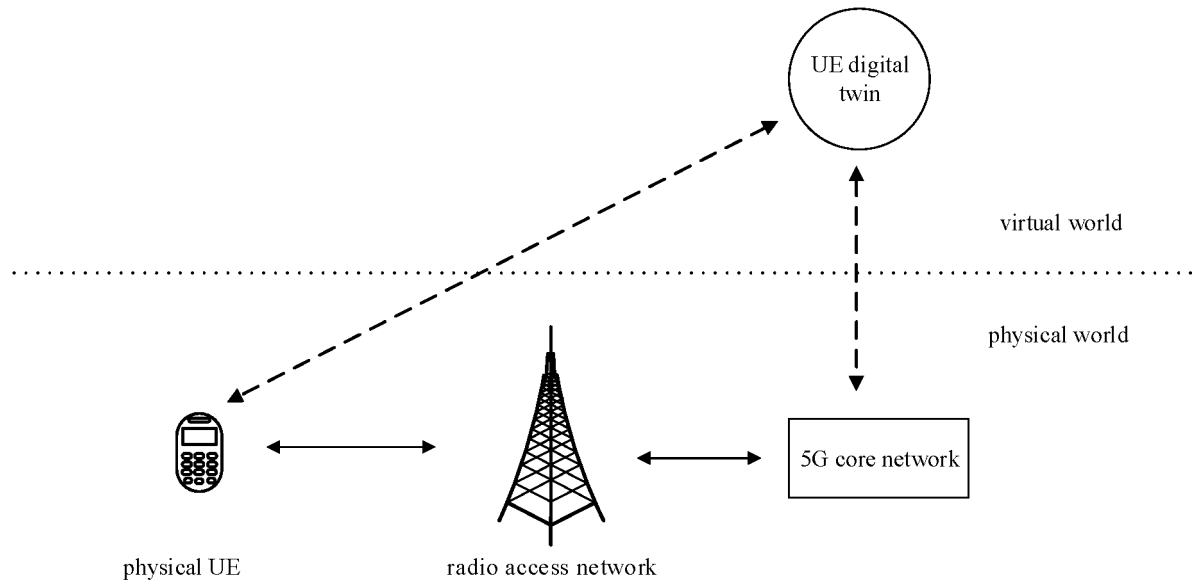 UE digital
twin
virtual world
physical world
5G core network
physical UE
radio access network